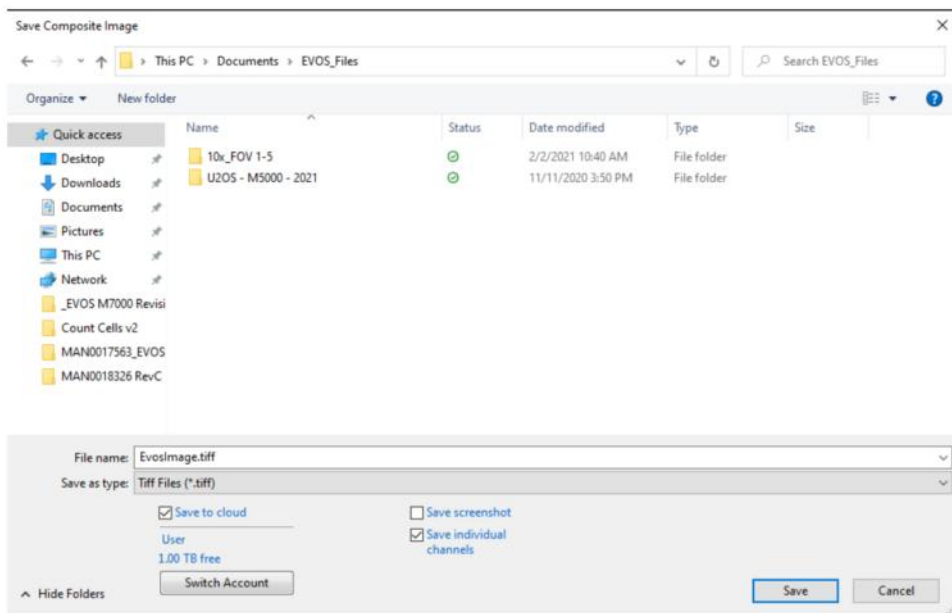 Save Composite Image
This PC > Documents > EVOS_Files
Search EVOS_Files
Organize
New folder
Quick access
Desktop
Downloads
Documents
Pictures
This PC
Network
_EVOS M7000 Revisi
Count Cells v2
MAN0017563_EVOS
MAN0018326 RevC
Name Status Date modified Type Size
10x_FOV 1-5 2/2/2021 10:40 AM File folder
U2OS - M5000 - 2021 11/11/2020 3:50 PM File folder
File name: EvosImage.tiff
Save as type: Tiff Files (*.tiff)
Save to cloud
User
1.00 TB free
Switch Account
Save screenshot
Save individual
channels
Hide Folders
Save
Cancel